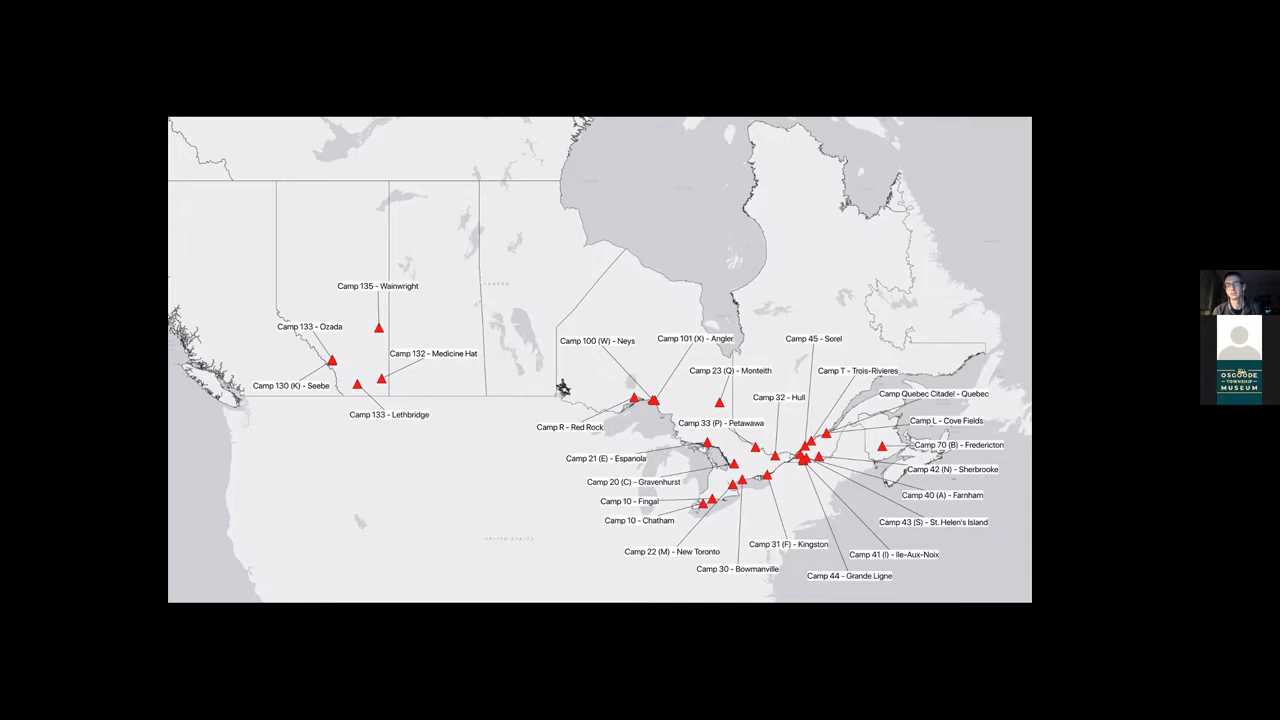 Camp 135 - Wainwright
Camp 133 - Ozada
Camp 132 - Medicine Hat
Camp 130 (K) - Seebe
Camp 133 - Lethbridge
CANADA
Camp 100 (W) - Neys
Camp 101 (X) - Angler
Camp 45 - Sorel
Camp 23 (Q) - Monteith
Camp T - Trois-Rivieres
Camp 32 - Hull
Camp Quebec Citadel - Quebec
Camp R - Red Rock
Camp 33 (P) - Petawawa
Camp L - Cove Fields
Camp 70 (B) - Fredericton
Camp 21 (E) - Espanola
Camp 42 (N) - Sherbrooke
Camp 20 (C) - Gravenhurst
Camp 40 (A) - Farnham
Camp 10 - Fingal
Camp 10 - Chatham
Camp 43 (S) - St. Helen's Island
UNITED STATES
Camp 31 (F) - Kingston
Camp 22 (M) - New Toronto
Camp 41 (I) - Ile-Aux-Noix
Camp 30 - Bowmanville
Camp 44 - Grande Ligne
OSGOODE
TOWNSHIP
MUSEUM